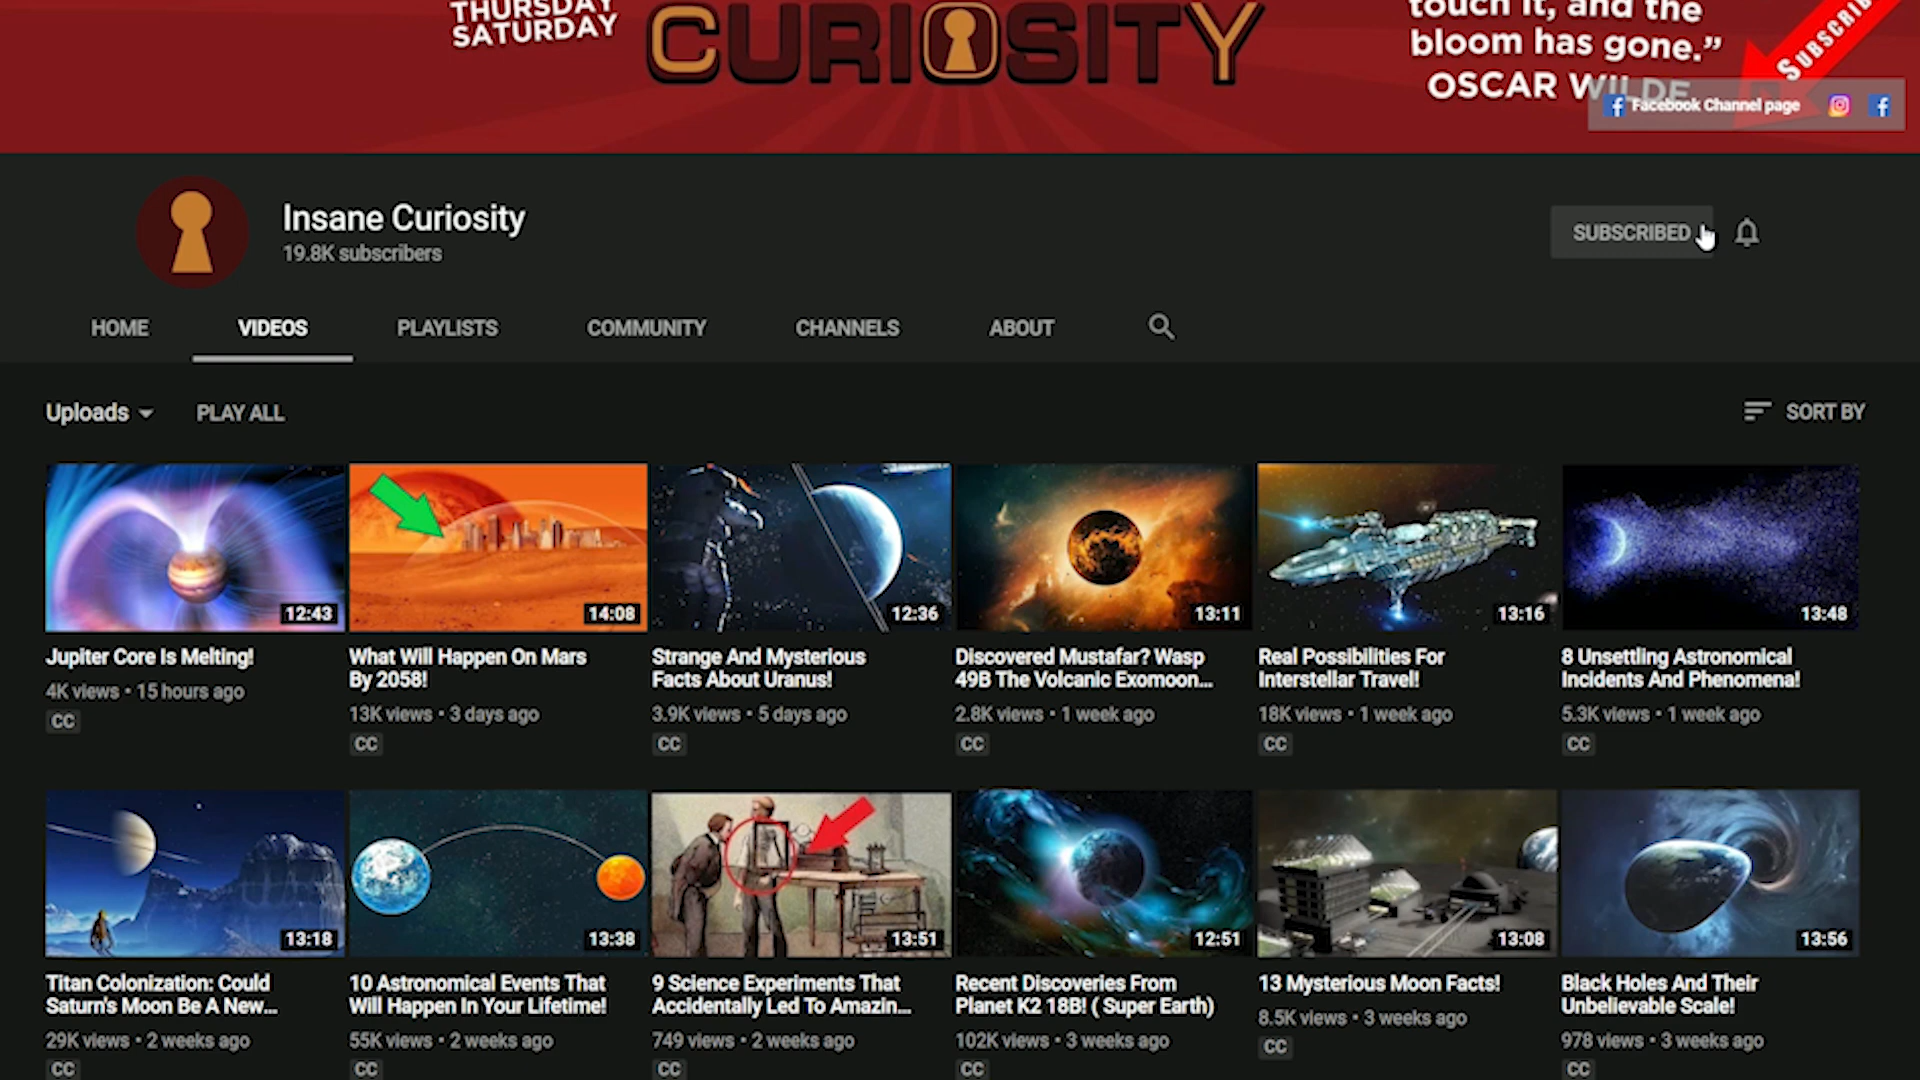 THURSDAY
SATURDAY
CURIOSITY
touch it, and the
bloom has gone.”
OSCAR WILDE
SUBSCRIB
Facebook Channel page
Insane Curiosity
19.8K subscribers
SUBSCRIBED
HOME VIDEOS PLAYLISTS COMMUNITY CHANNELS ABOUT
Uploads PLAY ALL SORT BY
12:43 14:08 12:36 13:11 13:16 13:48
Jupiter Core Is Melting!
4K views • 15 hours ago
CC
What Will Happen On Mars
By 2058!
13K views • 3 days ago
CC
Strange And Mysterious
Facts About Uranus!
3.9K views • 5 days ago
CC
Discovered Mustafar? Wasp
49B The Volcanic Exomoon...
2.8K views • 1 week ago
CC
Real Possibilities For
Interstellar Travel!
18K views • 1 week ago
CC
8 Unsettling Astronomical
Incidents And Phenomena!
5.3K views • 1 week ago
CC
13:18 13:38 13:51 12:51 13:08 13:56
Titan Colonization: Could
Saturn's Moon Be A New...
29K views • 2 weeks ago
CC
10 Astronomical Events That
Will Happen In Your Lifetime!
55K views • 2 weeks ago
CC
9 Science Experiments That
Accidentally Led To Amazin...
749 views • 2 weeks ago
CC
Recent Discoveries From
Planet K2 18B! ( Super Earth)
102K views • 3 weeks ago
CC
13 Mysterious Moon Facts!
8.5K views • 3 weeks ago
CC
Black Holes And Their
Unbelievable Scale!
978 views • 3 weeks ago
CC